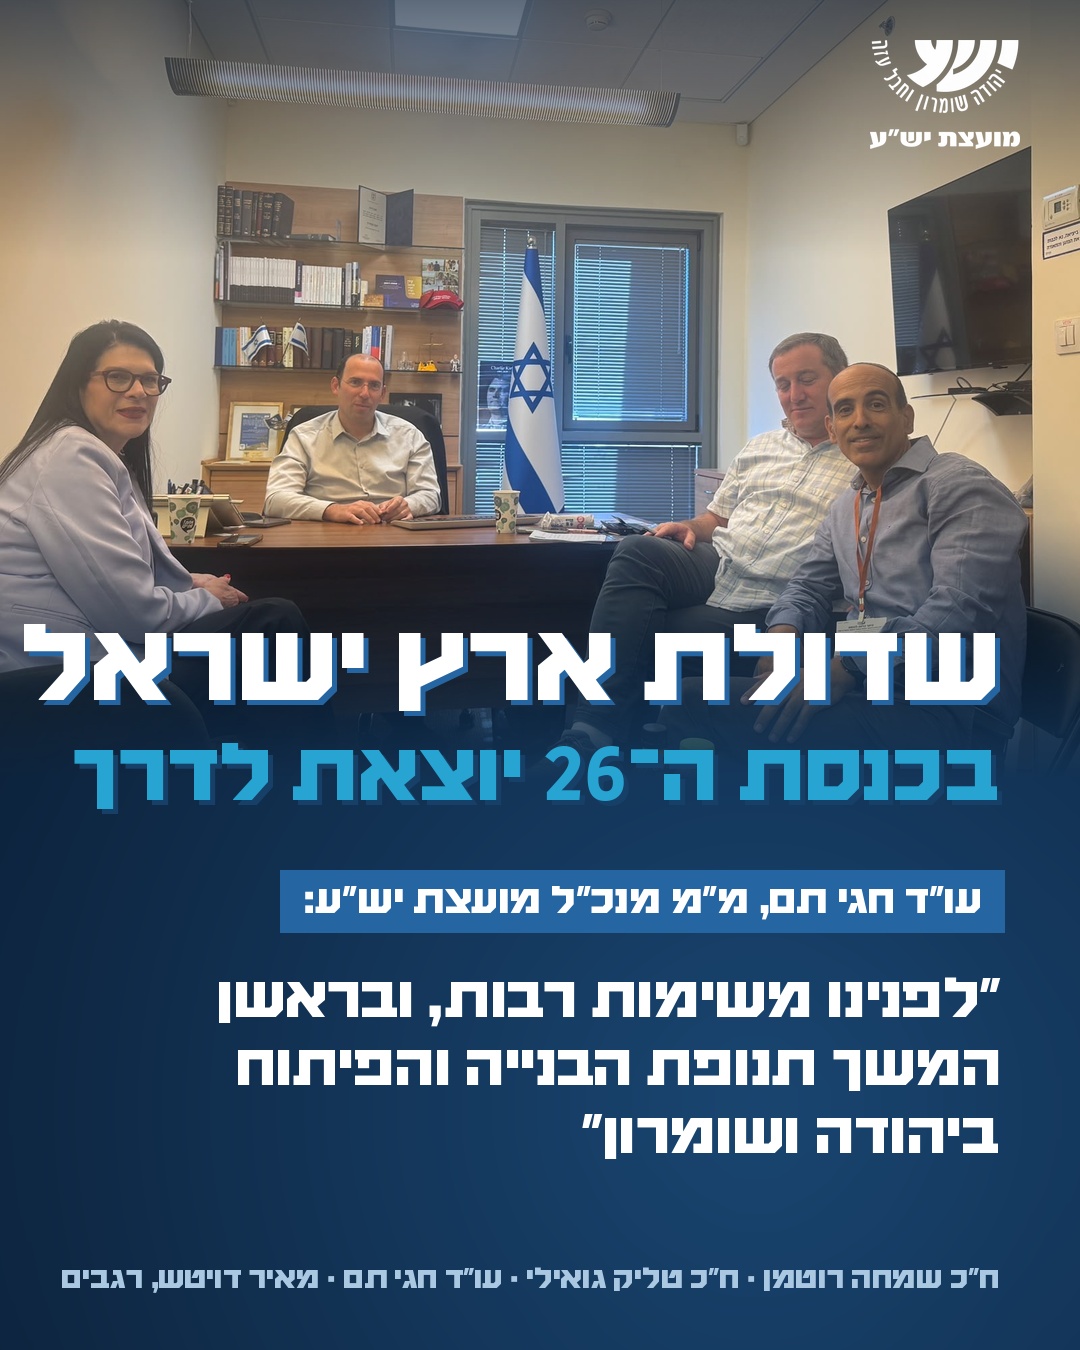 ישע
יהודה שומרון וחבל עזה
מועצת יש"ע
שדולת ארץ ישראל
בכנסת ה־26 יוצאת לדרך
עו"ד חגי תם, מ"מ מנכ"ל מועצת יש"ע:
"לפנינו משימות רבות, ובראשן
המשך תנופת הבנייה והפיתוח
ביהודה ושומרון"
ח"כ שמחה רוטמן · ח"כ טליק גואילי · עו"ד חגי תם · מאיר דויטש, רגבים